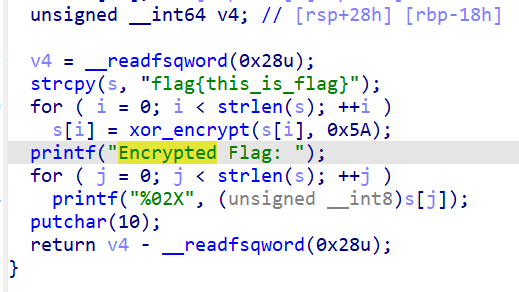 unsigned __int64 v4; // [rsp+28h] [rbp-18h]
v4 = __readfsqword(0x28u);
strcpy(s, "flag{this_is_flag}");
for ( i = 0; i < strlen(s); ++i )
s[i] = xor_encrypt(s[i], 0x5A);
printf("Encrypted Flag: ");
for ( j = 0; j < strlen(s); ++j )
printf("%02X", (unsigned __int8)s[j]);
putchar(10);
return v4 - __readfsqword(0x28u);
}